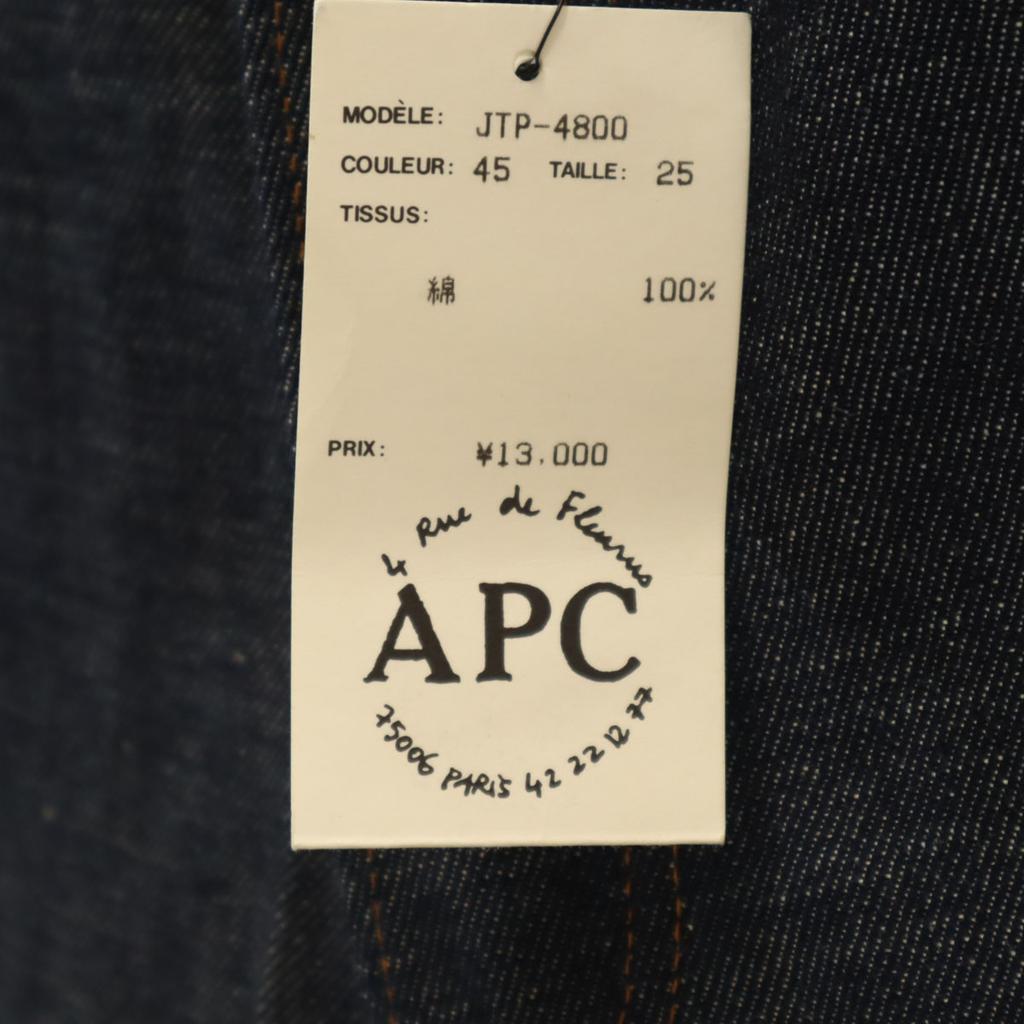 MODÈLE: JTP-4800
COULEUR: 45 TAILLE: 25
TISSUS:
綿 100%
PRIX: ¥13,000
4 Rue de Fleurus
APC
75006 PARIS 42 22 12 77